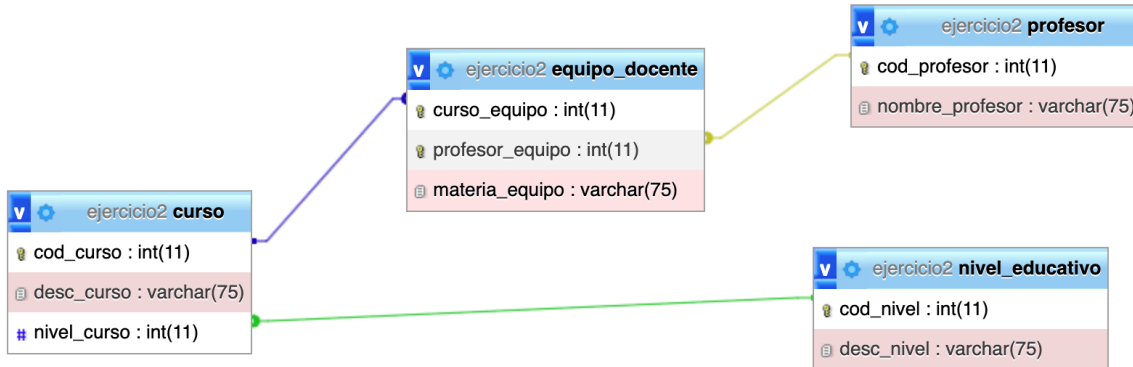 ejercicio2 profesor
cod_profesor : int(11)
nombre_profesor : varchar(75)
ejercicio2 equipo_docente
curso_equipo : int(11)
profesor_equipo : int(11)
materia_equipo : varchar(75)
ejercicio2 curso
cod_curso : int(11)
desc_curso : varchar(75)
# nivel_curso : int(11)
ejercicio2 nivel_educativo
cod_nivel : int(11)
desc_nivel : varchar(75)